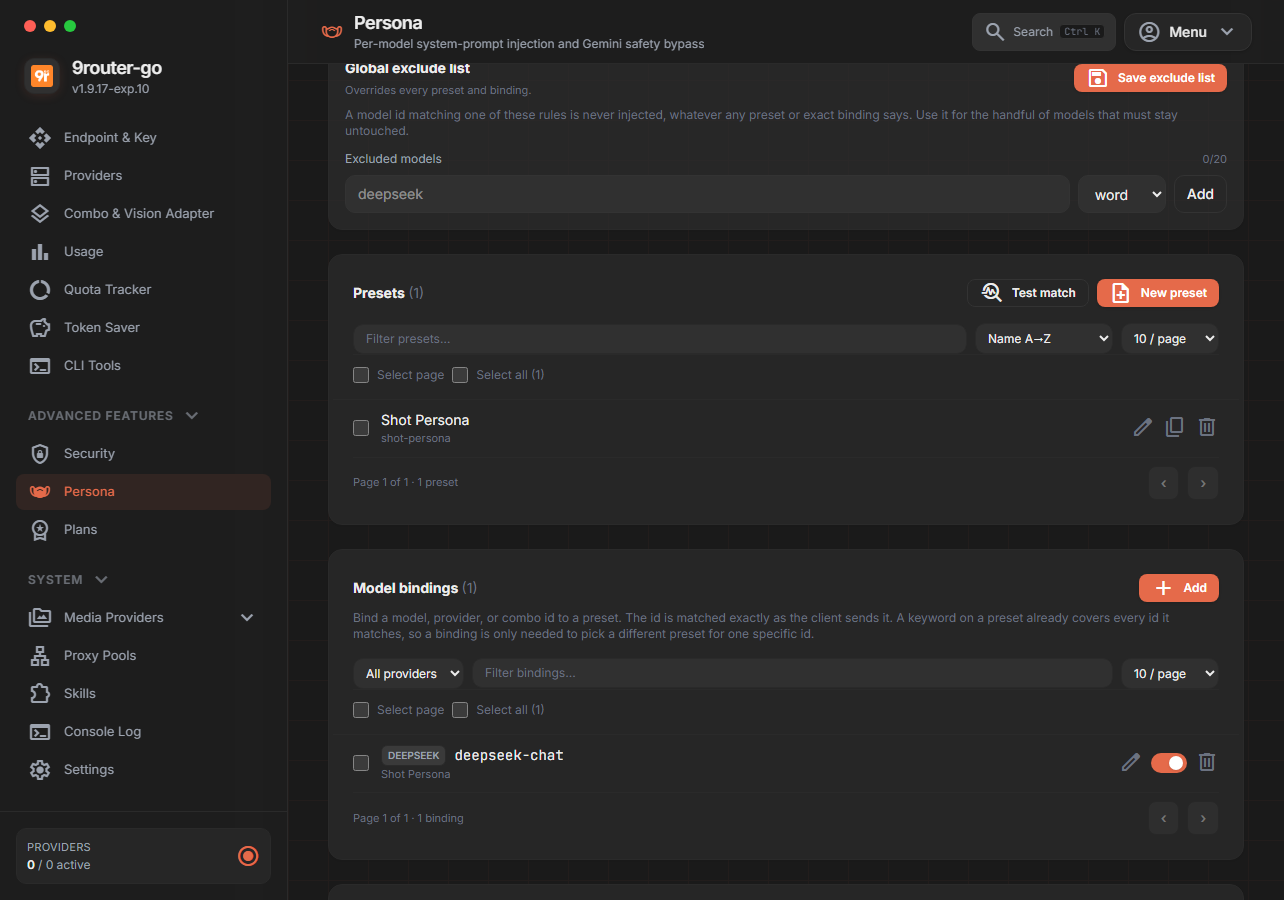 9router-go
v1.9.17-exp.10
Endpoint & Key
Providers
Combo & Vision Adapter
Usage
Quota Tracker
Token Saver
CLI Tools
ADVANCED FEATURES
Security
Persona
Plans
SYSTEM
Media Providers
Proxy Pools
Skills
Console Log
Settings
PROVIDERS
0 / 0 active
Persona
Per-model system-prompt injection and Gemini safety bypass
Search Ctrl K
Menu
Global exclude list
Overrides every preset and binding.
Save exclude list
A model id matching one of these rules is never injected, whatever any preset or exact binding says. Use it for the handful of models that must stay
untouched.
Excluded models 0/20
deepseek word Add
Presets (1) Test match New preset
Filter presets... Name A→Z 10 / page
Select page Select all (1)
Shot Persona
shot-persona
Page 1 of 1 · 1 preset ‹ ›
Model bindings (1) Add
Bind a model, provider, or combo id to a preset. The id is matched exactly as the client sends it. A keyword on a preset already covers every id it
matches, so a binding is only needed to pick a different preset for one specific id.
All providers Filter bindings... 10 / page
Select page Select all (1)
DEEPSEEK deepseek-chat
Shot Persona
Page 1 of 1 · 1 binding ‹ ›